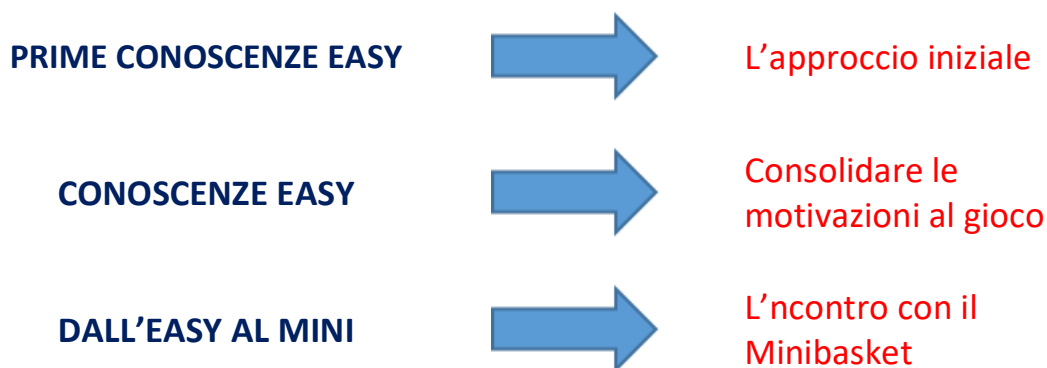 PRIME CONOSCENZE EASY
L’approccio iniziale
CONOSCENZE EASY
Consolidare le
motivazioni al gioco
DALL’EASY AL MINI
L’ncontro con il
Minibasket